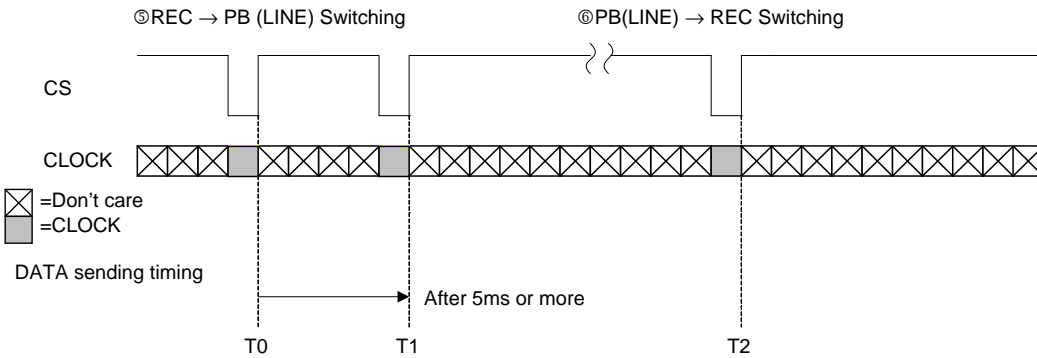 ⑤REC → PB (LINE) Switching
⑥PB(LINE) → REC Switching
CS
CLOCK
=Don't care
=CLOCK
DATA sending timing
After 5ms or more
T0
T1
T2